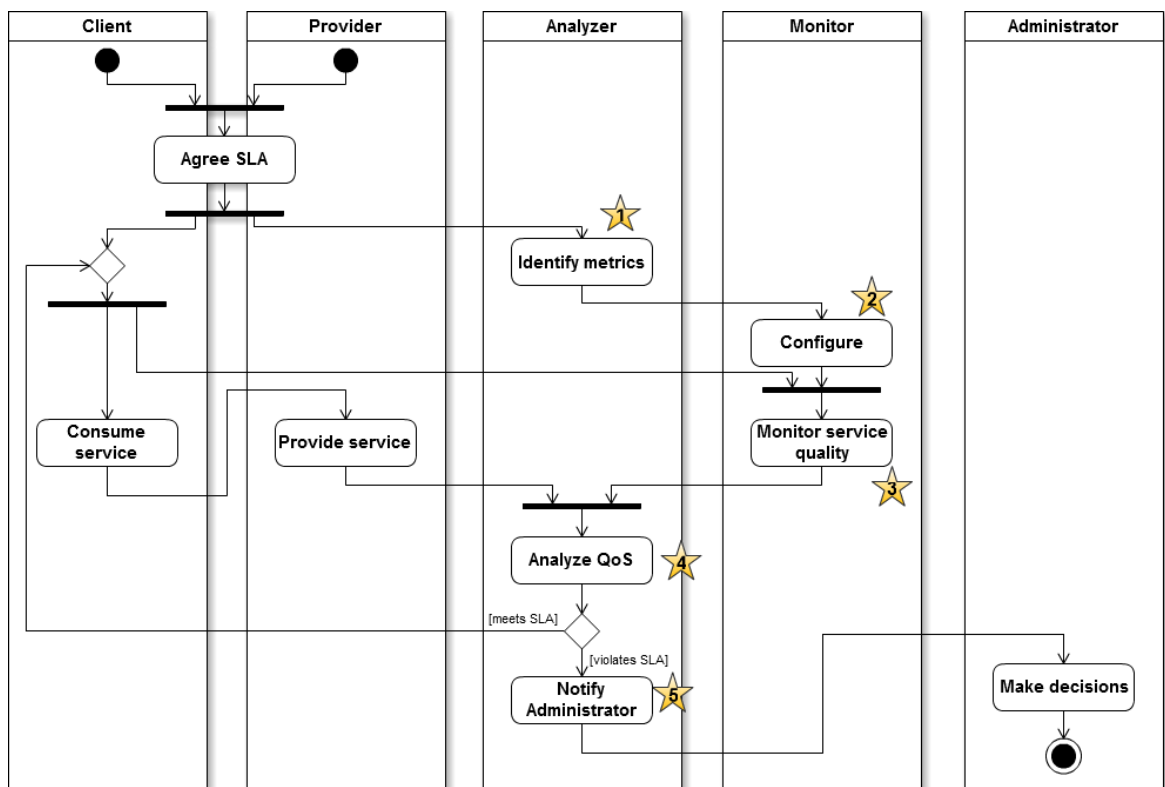 Client
Provider
Analyzer
Monitor
Administrator
Agree SLA
1
Identify metrics
2
Configure
Consume
service
Provide service
Monitor service
quality
3
Analyze QoS
4
[meets SLA]
[violates SLA]
Notify
Administrator
5
Make decisions